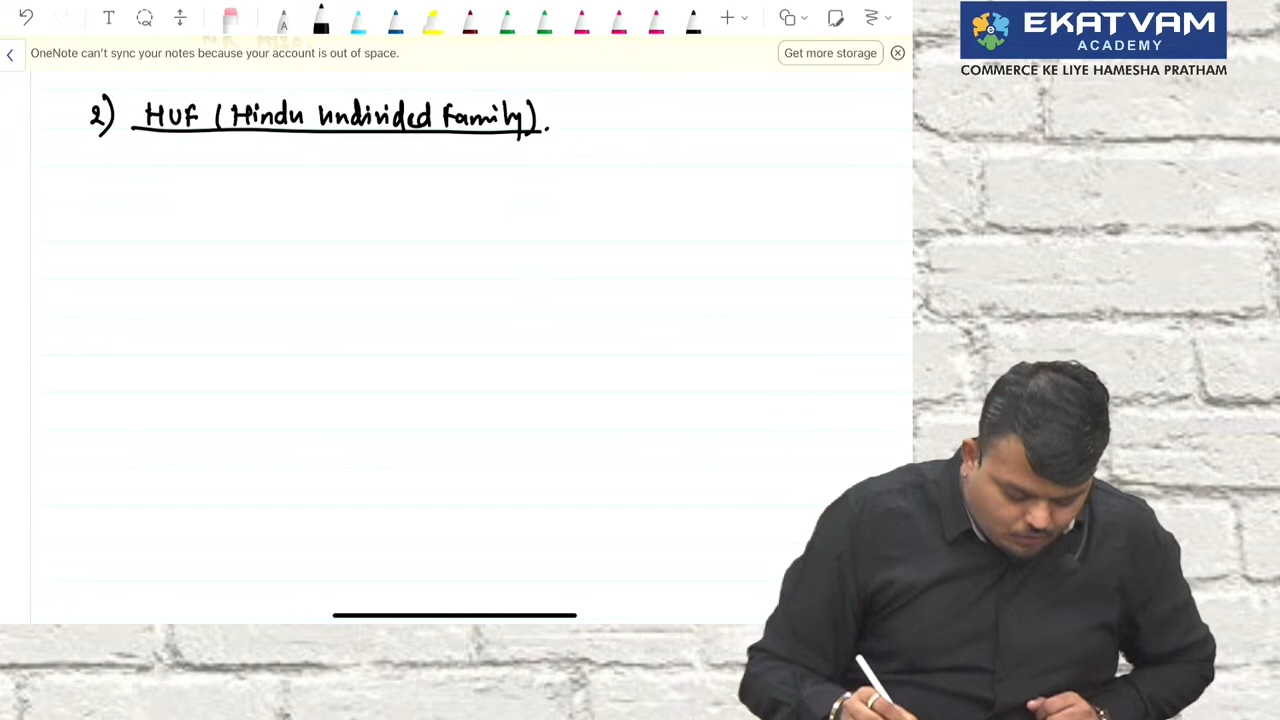 EKATVAM
ACADEMY
COMMERCE KE LIYE HAMESHA PRATHAM
T
A
OneNote can't sync your notes because your account is out of space.
Get more storage
2) HUF (Hindu Undivided Family).